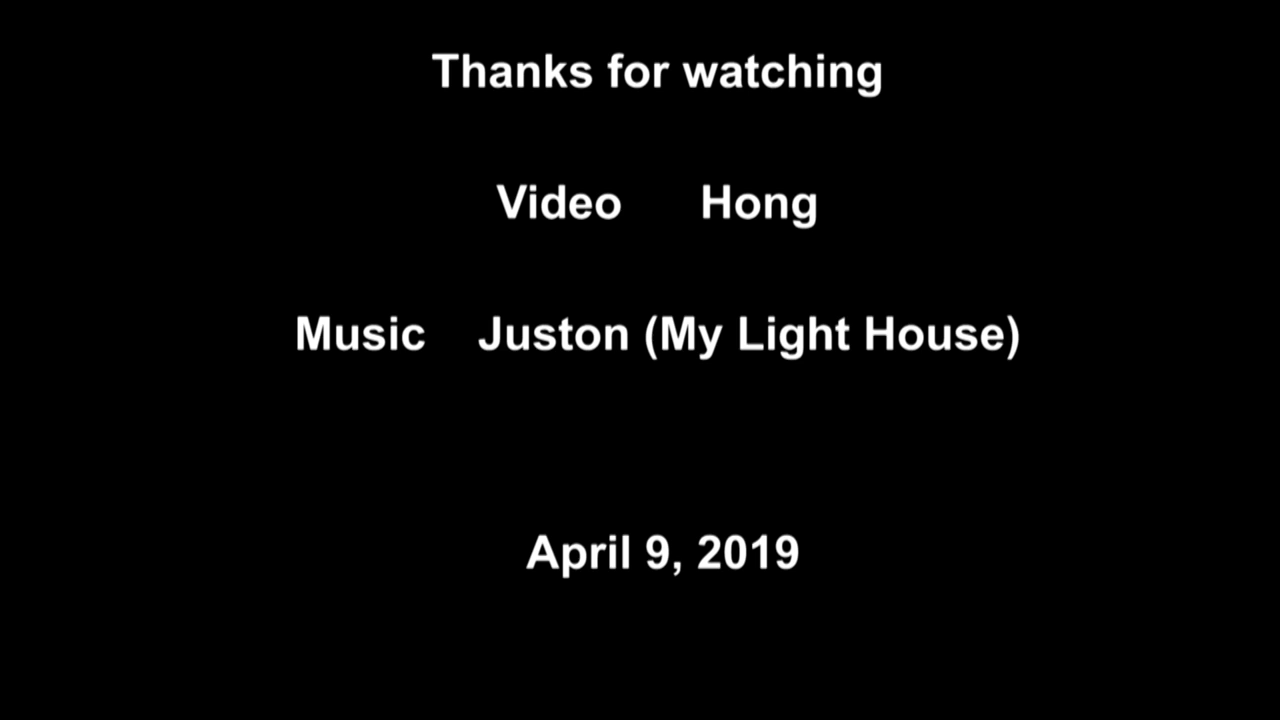 Thanks for watching
Video Hong
Music Juston (My Light House)
April 9, 2019